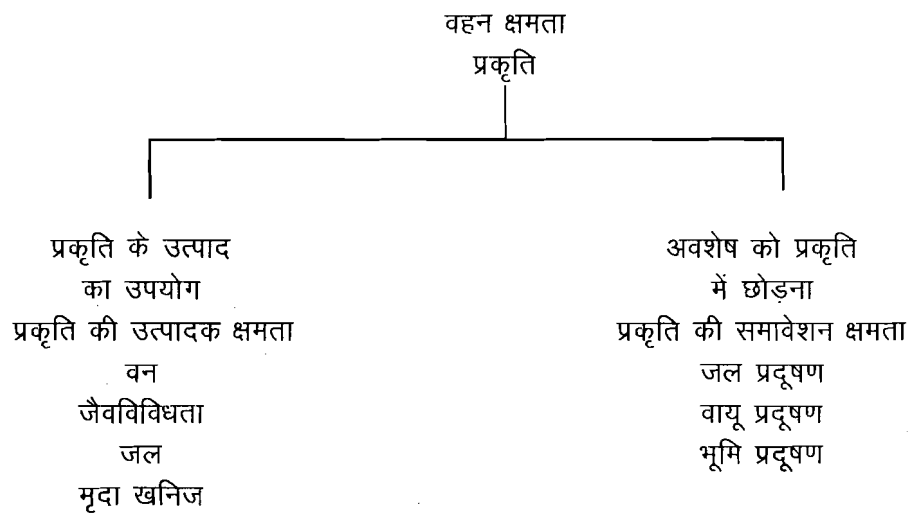 वहन क्षमता
प्रकृति
प्रकृति के उत्पाद
का उपयोग
प्रकृति की उत्पादक क्षमता
वन
जैवविविधता
जल
मृदा खनिज
अवशेष को प्रकृति
में छोड़ना
प्रकृति की समावेशन क्षमता
जल प्रदूषण
वायू प्रदूषण
भूमि प्रदूषण